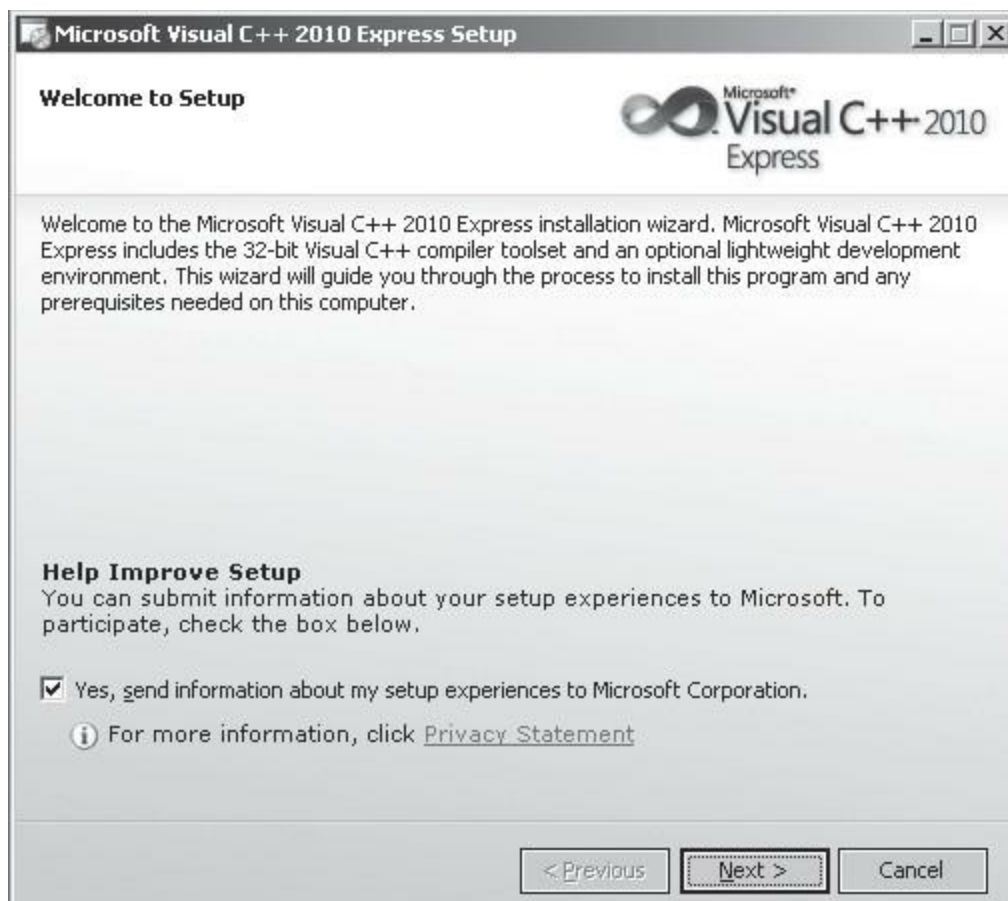 Microsoft Visual C++ 2010 Express Setup
Welcome to Setup
Microsoft®
Visual C++ 2010
Express
Welcome to the Microsoft Visual C++ 2010 Express installation wizard. Microsoft Visual C++ 2010
Express includes the 32-bit Visual C++ compiler toolset and an optional lightweight development
environment. This wizard will guide you through the process to install this program and any
prerequisites needed on this computer.
Help Improve Setup
You can submit information about your setup experiences to Microsoft. To
participate, check the box below.
Yes, send information about my setup experiences to Microsoft Corporation.
For more information, click Privacy Statement
< Previous
Next >
Cancel